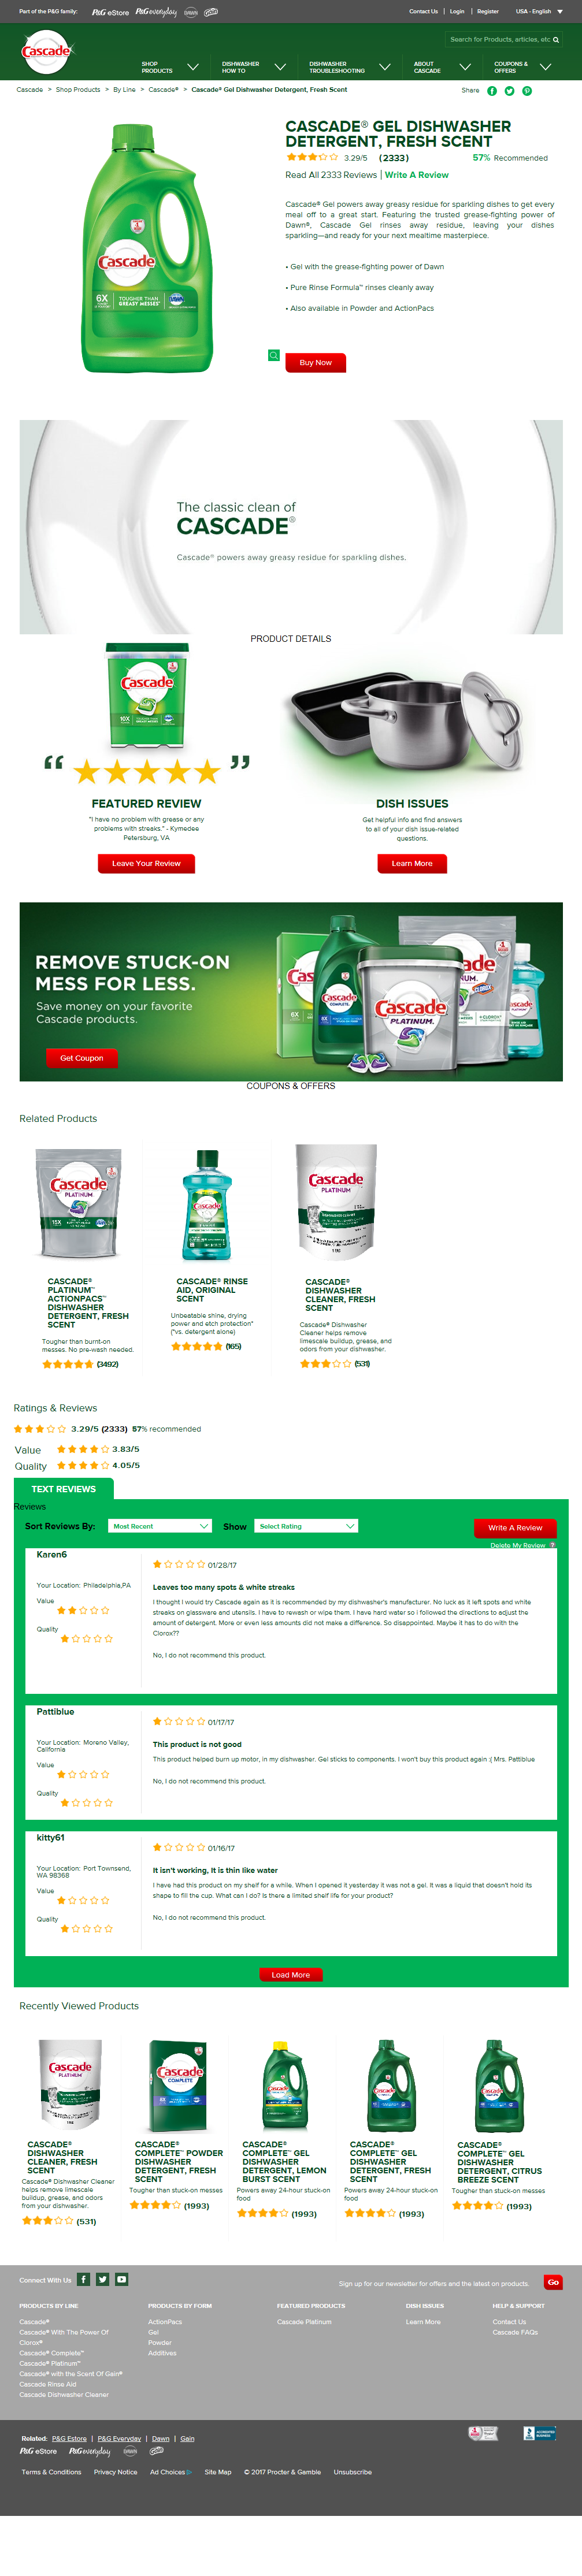 Part of the P&G family:
P&G eStore P&G everyday DAWN
Contact Us | Login | Register USA - English
Cascade
Search for Products, articles, etc
SHOP PRODUCTS
DISHWASHER HOW TO
DISHWASHER TROUBLESHOOTING
ABOUT CASCADE
COUPONS & OFFERS
Cascade > Shop Products > By Line > Cascade® > Cascade® Gel Dishwasher Detergent, Fresh Scent
Share
CASCADE® GEL DISHWASHER
DETERGENT, FRESH SCENT
3.29/5 (2333) 57% Recommended
Read All 2333 Reviews | Write A Review
Cascade® Gel powers away greasy residue for sparkling dishes to get every
meal off to a great start. Featuring the trusted grease-fighting power of
Dawn®, Cascade Gel rinses away residue, leaving your dishes
sparkling—and ready for your next mealtime masterpiece.
• Gel with the grease-fighting power of Dawn
• Pure Rinse Formula™ rinses cleanly away
• Also available in Powder and ActionPacs
Buy Now
Cascade
6X
TOUGHER THAN
GREASY MESSES*
The classic clean of
CASCADE®
Cascade® powers away greasy residue for sparkling dishes.
PRODUCT DETAILS
Cascade
10X
“ ”
FEATURED REVIEW
"I have no problem with grease or any
problems with streaks." - Kymedee
Petersburg, VA
Leave Your Review
DISH ISSUES
Get helpful info and find answers
to all of your dish issue-related
questions.
Learn More
REMOVE STUCK-ON
MESS FOR LESS.
Save money on your favorite
Cascade products.
Get Coupon
Cascade
COMPLETE
Cascade
PLATINUM
COUPONS & OFFERS
Related Products
Cascade
PLATINUM
15X
Cascade
Cascade
PLATINUM
CASCADE®
PLATINUM™
ACTIONPACS™
DISHWASHER
DETERGENT, FRESH
SCENT
Tougher than burnt-on
messes. No pre-wash needed.
(3492)
CASCADE® RINSE
AID, ORIGINAL
SCENT
Unbeatable shine, drying
power and etch protection*
(*vs. detergent alone)
(165)
CASCADE®
DISHWASHER
CLEANER, FRESH
SCENT
Cascade® Dishwasher
Cleaner helps remove
limescale buildup, grease, and
odors from your dishwasher.
(531)
Ratings & Reviews
3.29/5 (2333) 57% recommended
Value 3.83/5
Quality 4.05/5
TEXT REVIEWS
Reviews
Sort Reviews By: Most Recent Show Select Rating
Write A Review
Delete My Review ?
Karen6
Your Location: Philadelphia,PA
Value
Quality
01/28/17
Leaves too many spots & white streaks
I thought I would try Cascade again as it is recommended by my dishwasher's manufacturer. No luck as it left spots and white
streaks on glassware and utensils. I have to rewash or wipe them. I have hard water so i followed the directions to adjust the
amount of detergent. More or even less amounts did not make a difference. So disappointed. Maybe it has to do with the
Clorox??
No, I do not recommend this product.
Pattiblue
Your Location: Moreno Valley,
California
Value
Quality
01/17/17
This product is not good
This product helped burn up motor, in my dishwasher. Gel sticks to components. I won't buy this product again :( Mrs. Pattiblue
No, I do not recommend this product.
kitty61
Your Location: Port Townsend,
WA 98368
Value
Quality
01/16/17
It isn't working, It is thin like water
I have had this product on my shelf for a while. When I opened it yesterday it was not a gel. It was a liquid that doesn't hold its
shape to fill the cup. What can I do? Is there a limited shelf life for your product?
No, I do not recommend this product.
Load More
Recently Viewed Products
Cascade
PLATINUM
Cascade
COMPLETE
Cascade
Cascade
Cascade
CASCADE®
DISHWASHER
CLEANER, FRESH
SCENT
Cascade® Dishwasher Cleaner
helps remove limescale
buildup, grease, and odors
from your dishwasher.
(531)
CASCADE®
COMPLETE™ POWDER
DISHWASHER
DETERGENT, FRESH
SCENT
Tougher than stuck-on messes
(1993)
CASCADE®
COMPLETE™ GEL
DISHWASHER
DETERGENT, LEMON
BURST SCENT
Powers away 24-hour stuck-on
food
(1993)
CASCADE®
COMPLETE™ GEL
DISHWASHER
DETERGENT, FRESH
SCENT
Powers away 24-hour stuck-on
food
(1993)
CASCADE®
COMPLETE™ GEL
DISHWASHER
DETERGENT, CITRUS
BREEZE SCENT
Tougher than stuck-on messes
(1993)
Connect With Us
Sign up for our newsletter for offers and the latest on products. Go
PRODUCTS BY LINE
Cascade®
Cascade® With The Power Of
Clorox®
Cascade® Complete™
Cascade® Platinum™
Cascade® with the Scent Of Gain®
Cascade Rinse Aid
Cascade Dishwasher Cleaner
PRODUCTS BY FORM
ActionPacs
Gel
Powder
Additives
FEATURED PRODUCTS
Cascade Platinum
DISH ISSUES
Learn More
HELP & SUPPORT
Contact Us
Cascade FAQs
Related: P&G Estore | P&G Everyday | Dawn | Gain
P&G eStore P&G everyday DAWN
ACCREDITED BUSINESS
Terms & Conditions Privacy Notice Ad Choices Site Map © 2017 Procter & Gamble Unsubscribe